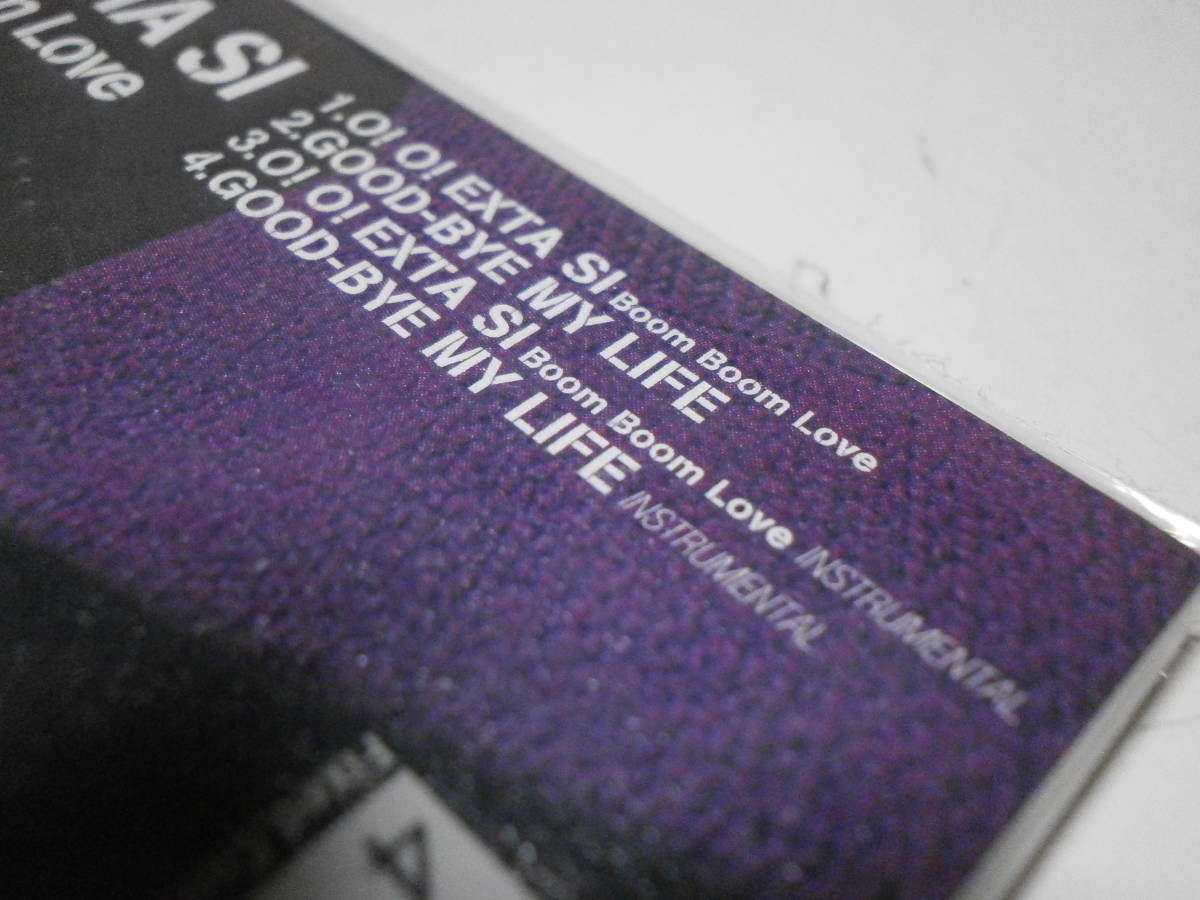 SI
Love
1.O! O! EXTA SI Boom Boom Love
2.GOOD-BYE MY LIFE
3.O! O! EXTA SI Boom Boom Love INSTRUMENTAL
4.GOOD-BYE MY LIFE INSTRUMENTAL